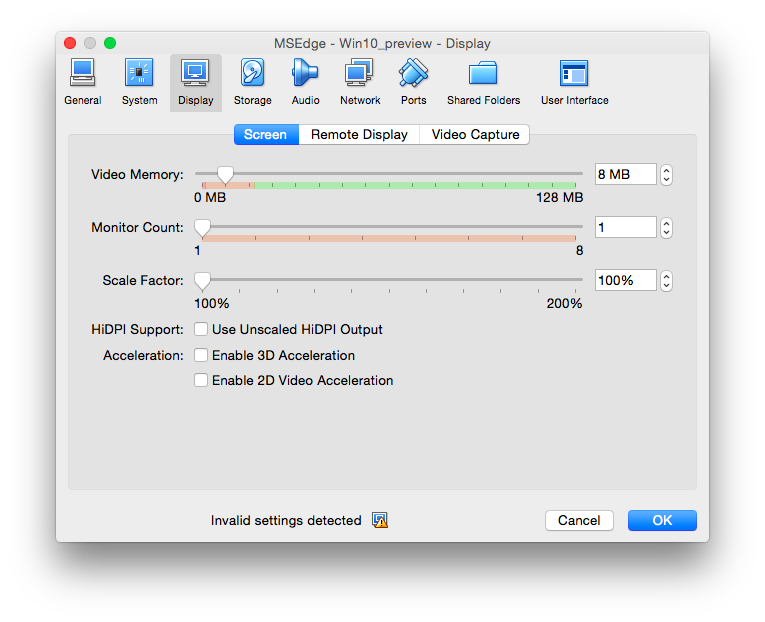 MSEdge - Win10_preview - Display
General System Display Storage Audio Network Ports Shared Folders User Interface
Screen Remote Display Video Capture
Video Memory: 8 MB
0 MB 128 MB
Monitor Count: 1
1 8
Scale Factor: 100%
100% 200%
HiDPI Support: Use Unscaled HiDPI Output
Acceleration: Enable 3D Acceleration
Enable 2D Video Acceleration
Invalid settings detected Cancel OK